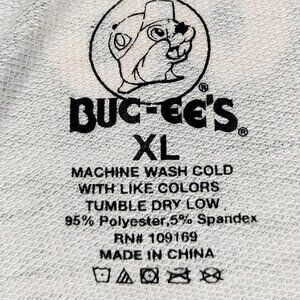 BUC-EE'S®
XL
MACHINE WASH COLD
WITH LIKE COLORS
TUMBLE DRY LOW
95% Polyester,5% Spandex
RN# 109169
MADE IN CHINA